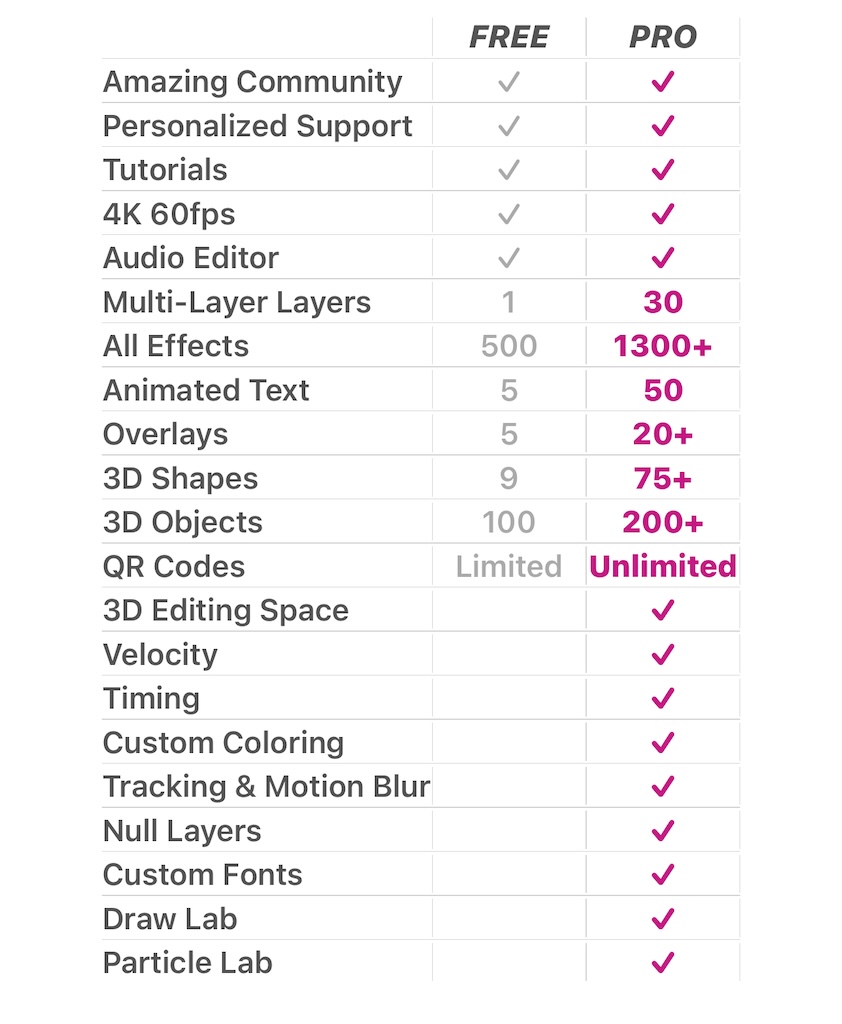 FREE PRO
Amazing Community ✓ ✓
Personalized Support ✓ ✓
Tutorials ✓ ✓
4K 60fps ✓ ✓
Audio Editor ✓ ✓
Multi-Layer Layers 1 30
All Effects 500 1300+
Animated Text 5 50
Overlays 5 20+
3D Shapes 9 75+
3D Objects 100 200+
QR Codes Limited Unlimited
3D Editing Space ✓
Velocity ✓
Timing ✓
Custom Coloring ✓
Tracking & Motion Blur ✓
Null Layers ✓
Custom Fonts ✓
Draw Lab ✓
Particle Lab ✓